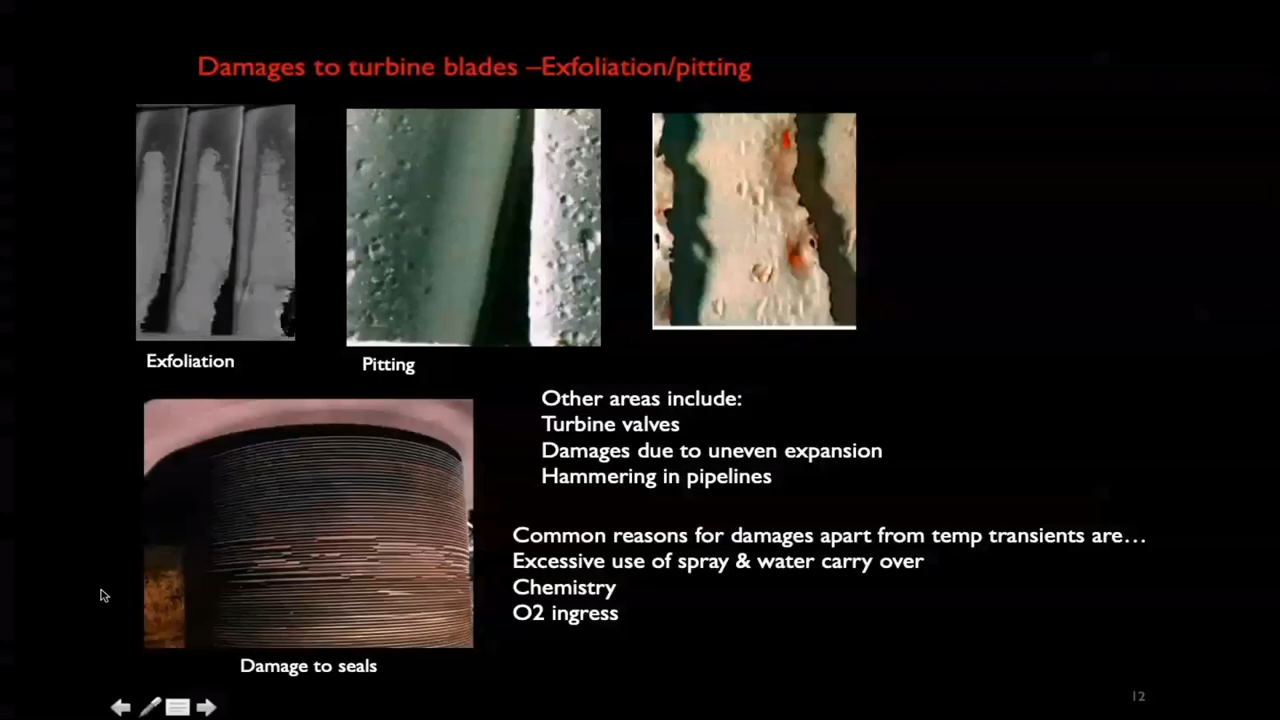 Damages to turbine blades –Exfoliation/pitting
Exfoliation
Pitting
Other areas include:
Turbine valves
Damages due to uneven expansion
Hammering in pipelines
Common reasons for damages apart from temp transients are…
Excessive use of spray & water carry over
Chemistry
O2 ingress
Damage to seals
12